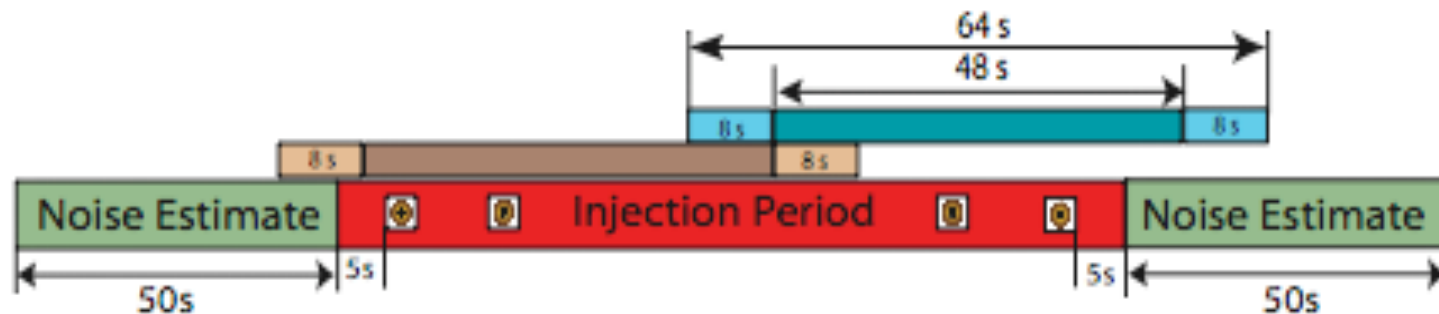 64 s
48 s
8 s 8 s
8 s 8 s
Noise Estimate Injection Period Noise Estimate
5s 5s
50s 50s